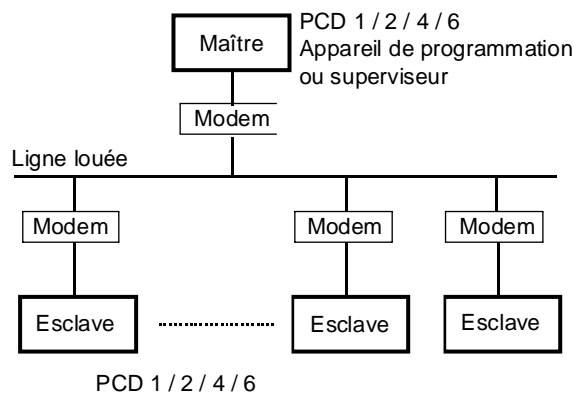 PCD 1 / 2 / 4 / 6
Maître
Appareil de programmation
ou superviseur
Modem
Ligne louée
Modem
Modem
Modem
Esclave
Esclave
Esclave
PCD 1 / 2 / 4 / 6